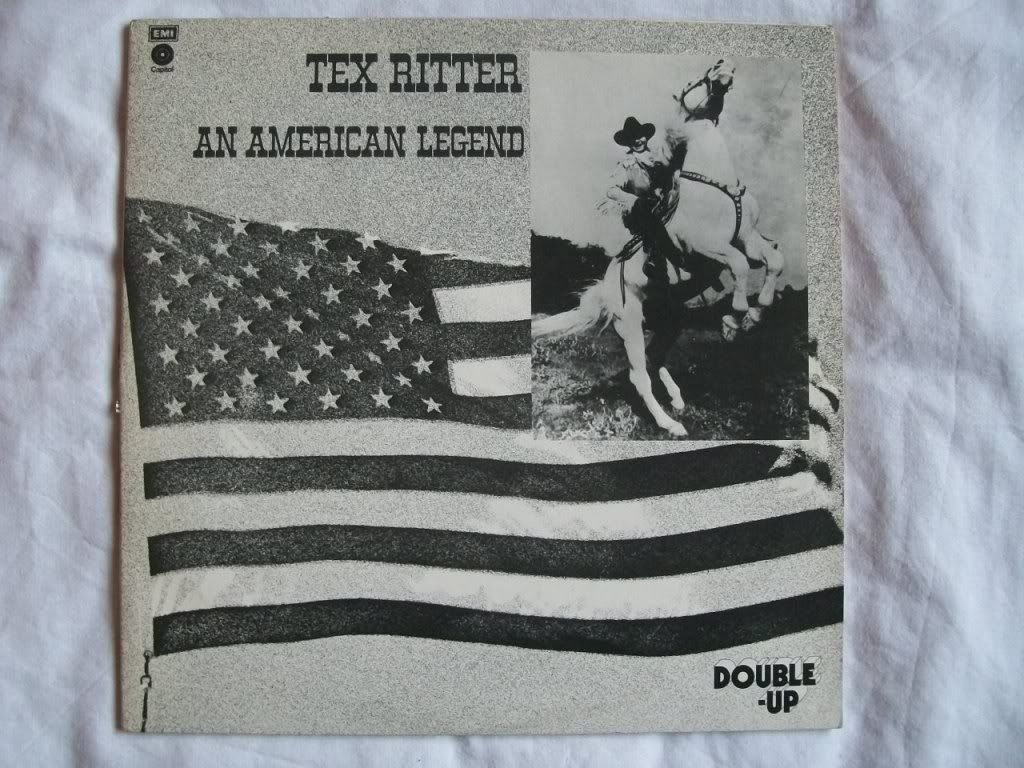 EMI
Capitol
TEX RITTER
AN AMERICAN LEGEND
DOUBLE
-UP